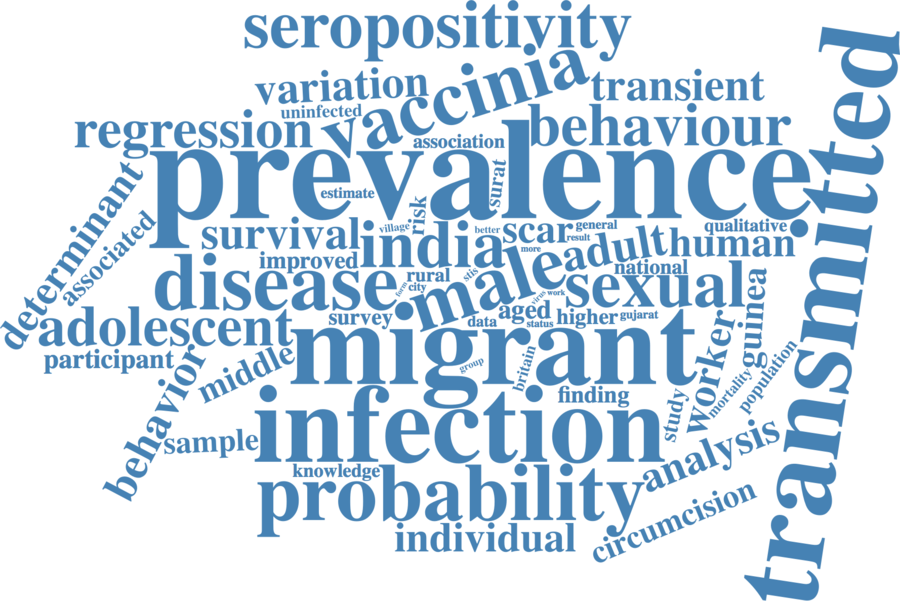 seropositivity
variation
vaccinia
transient
transmitted
uninfected
regression
association
behaviour
prevalence
estimate
surat
risk
determinant
associated
survival
village
india
better
scar
general
result
more
qualitative
human
adult
improved
rural
stis
male
national
disease
form
city
virus
work
sexual
guinea
adolescent
survey
data
aged
status
higher
gujarat
worker
participant
middle
migrant
group
britain
mortality
population
behavior
finding
study
sample
infection
analysis
knowledge
probability
individual
circumcision